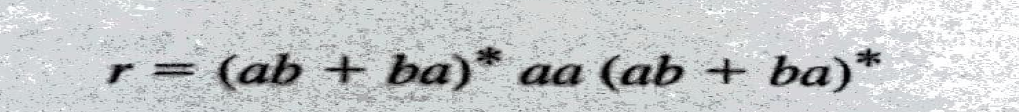 r = (ab + ba)* aa (ab + ba)*